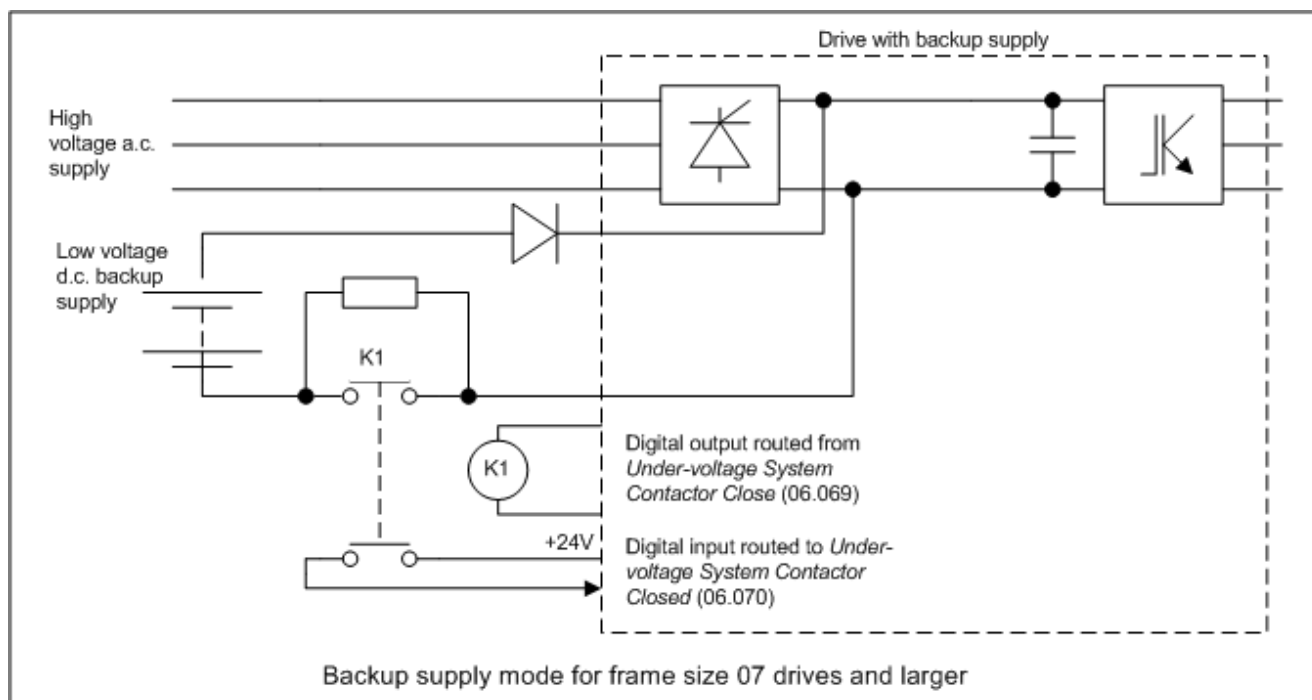 Drive with backup supply
High
voltage a.c.
supply
Low voltage
d.c. backup
supply
K1
K1
Digital output routed from
Under-voltage System
Contactor Close (06.069)
+24V
Digital input routed to Under-
voltage System Contactor
Closed (06.070)
Backup supply mode for frame size 07 drives and larger